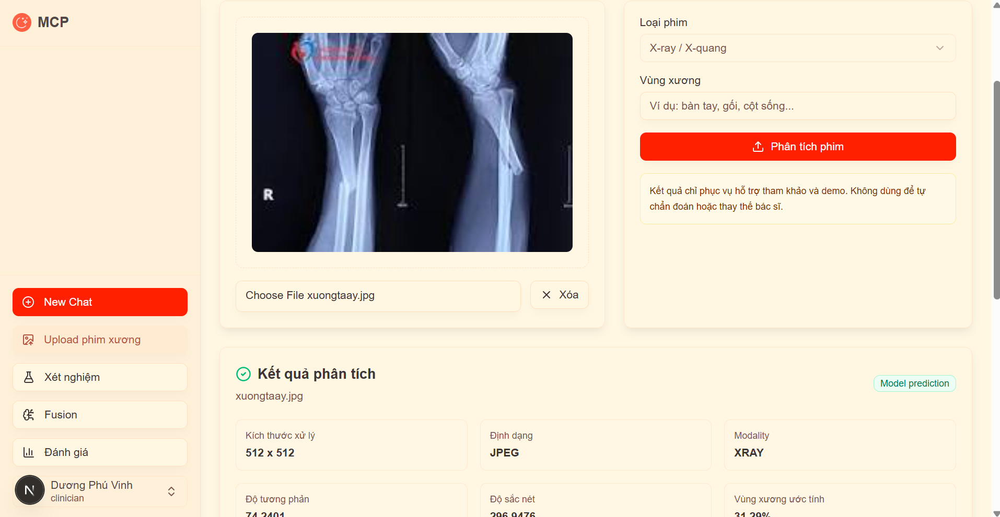 MCP
New Chat
Upload phim xương
Xét nghiệm
Fusion
Đánh giá
N
Dương Phú Vinh
clinician
R
Choose File xuongtaay.jpg
Xóa
Loại phim
X-ray / X-quang
Vùng xương
Ví dụ: bàn tay, gối, cột sống...
Phân tích phim
Kết quả chỉ phục vụ hỗ trợ tham khảo và demo. Không dùng để tự
chẩn đoán hoặc thay thế bác sĩ.
Kết quả phân tích
xuongtaay.jpg
Model prediction
Kích thước xử lý
512 x 512
Định dạng
JPEG
Modality
XRAY
Độ tương phản
74.2401
Độ sắc nét
296.9476
Vùng xương ước tính
31.29%